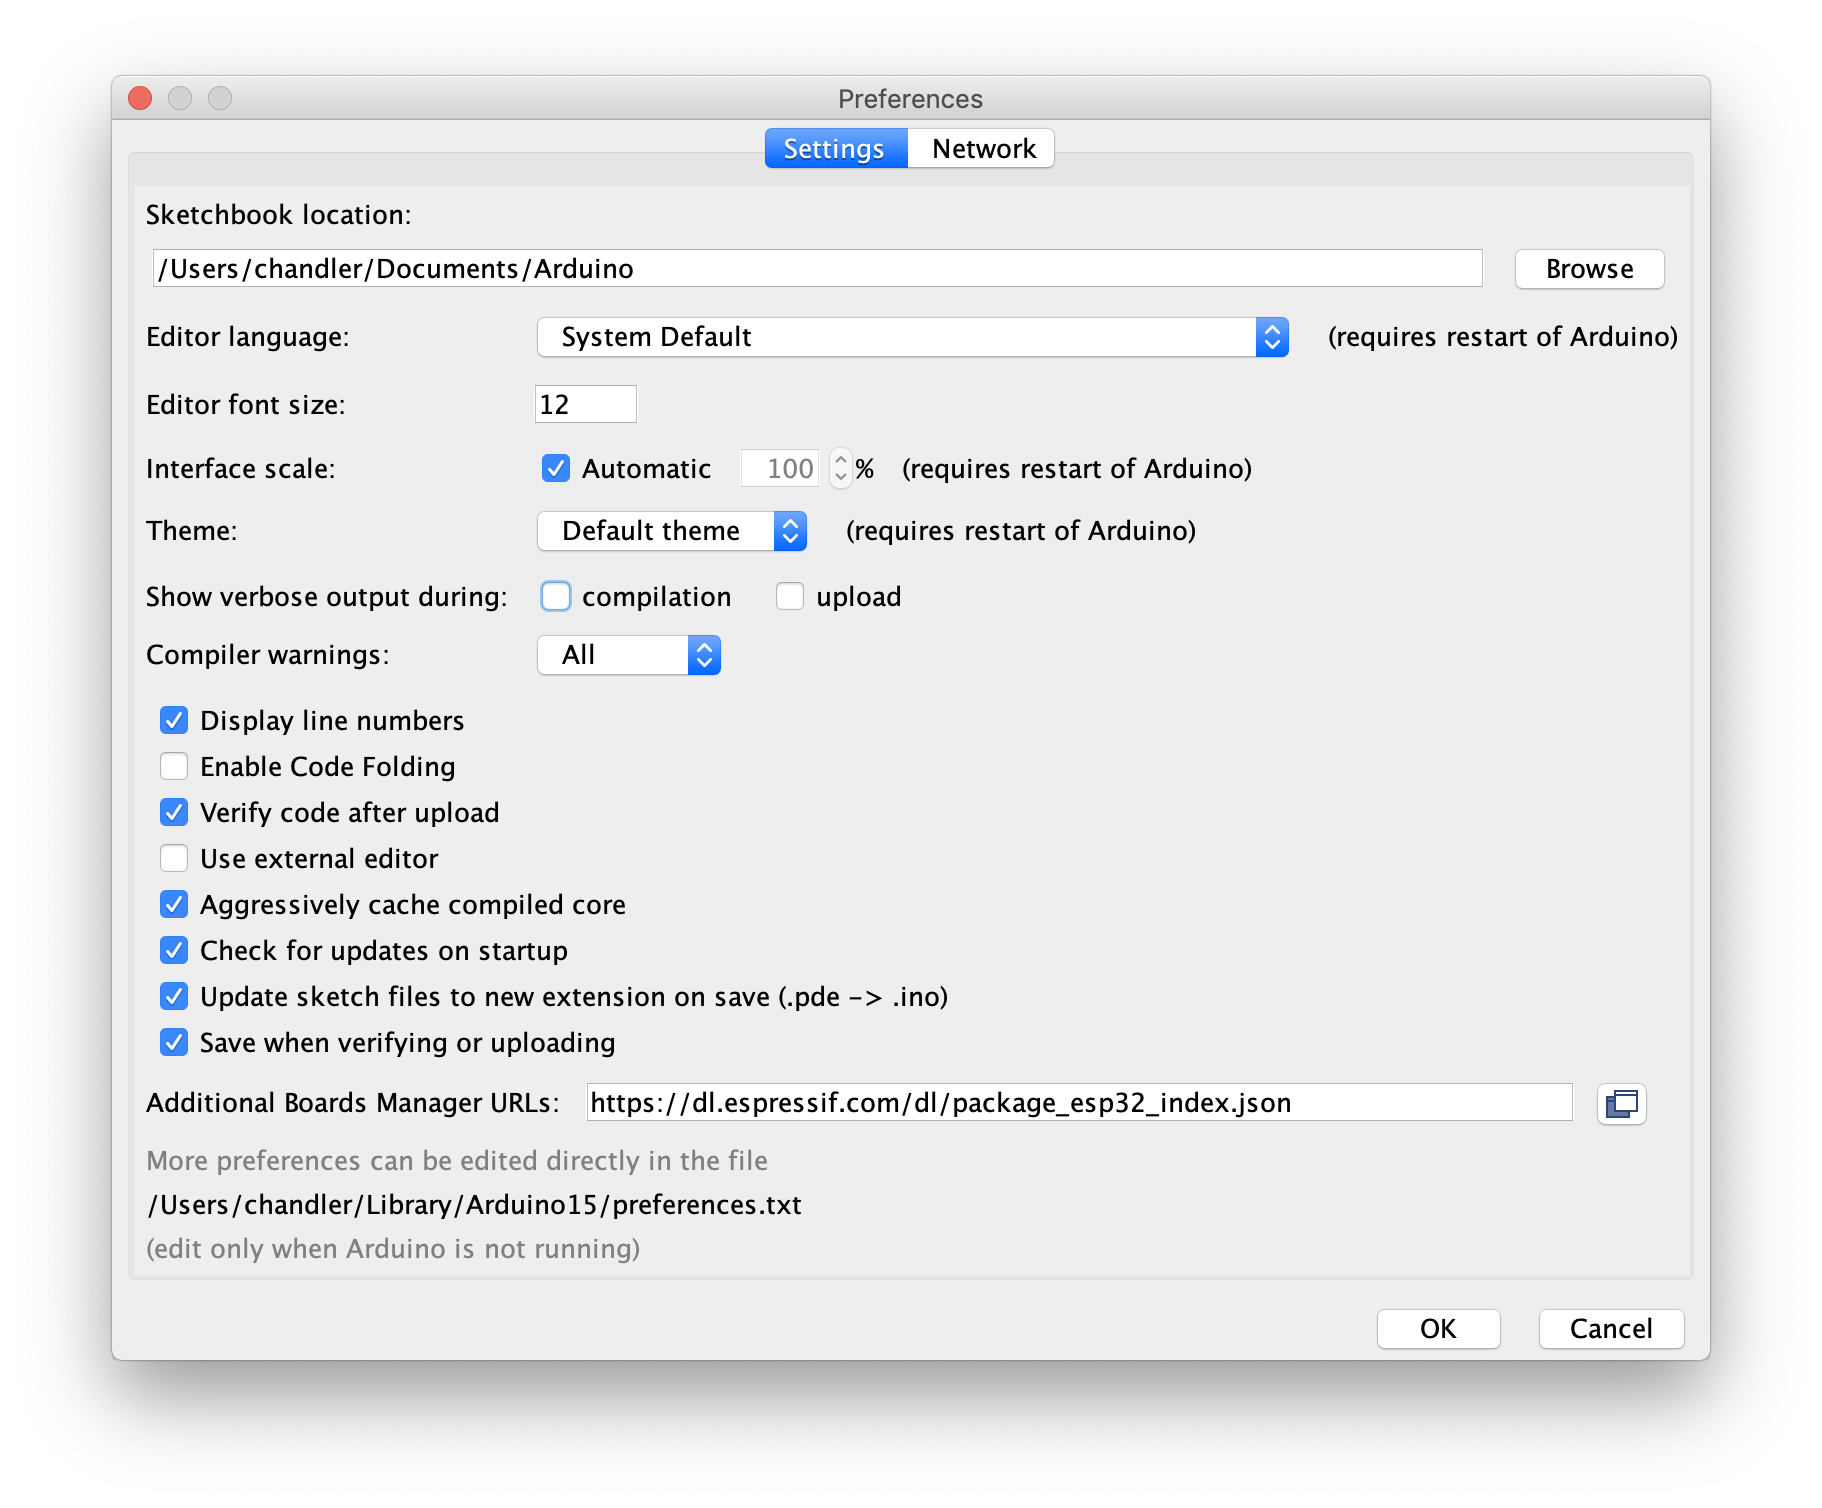 Preferences
Settings Network
Sketchbook location:
/Users/chandler/Documents/Arduino Browse
Editor language: System Default (requires restart of Arduino)
Editor font size: 12
Interface scale: Automatic 100 % (requires restart of Arduino)
Theme: Default theme (requires restart of Arduino)
Show verbose output during: compilation upload
Compiler warnings: All
Display line numbers
Enable Code Folding
Verify code after upload
Use external editor
Aggressively cache compiled core
Check for updates on startup
Update sketch files to new extension on save (.pde -> .ino)
Save when verifying or uploading
Additional Boards Manager URLs: https://dl.espressif.com/dl/package_esp32_index.json
More preferences can be edited directly in the file
/Users/chandler/Library/Arduino15/preferences.txt
(edit only when Arduino is not running)
OK Cancel